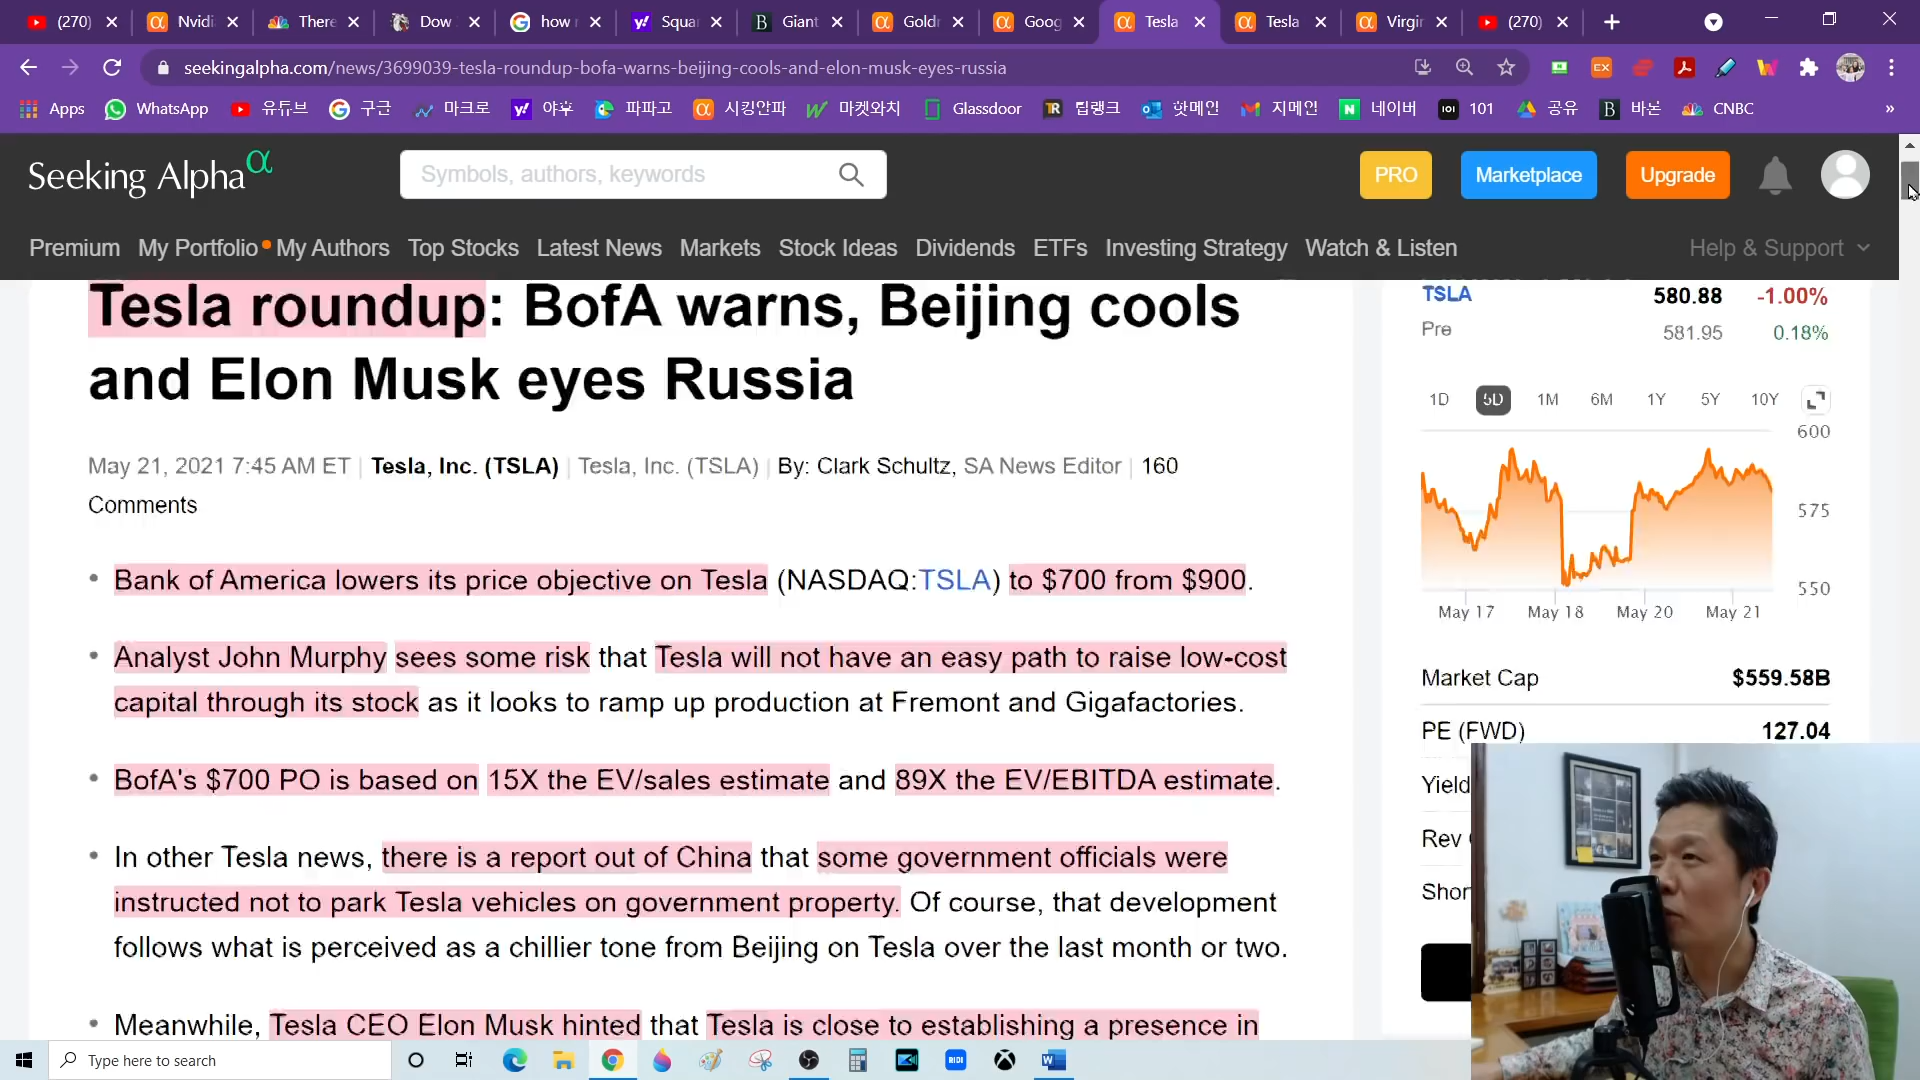 (270)
Nvidi
There
Dow
how r
Squar
Giant
Goldn
Goog
Tesla
Tesla
Virgin
(270)
seekingalpha.com/news/3699039-tesla-roundup-bofa-warns-beijing-cools-and-elon-musk-eyes-russia
Apps
WhatsApp
유튜브
구글
마크로
야후
파파고
시킹알파
마켓와치
Glassdoor
팁랭크
핫메일
지메일
네이버
101
공유
바론
CNBC
»
Seeking Alpha α
Symbols, authors, keywords
PRO
Marketplace
Upgrade
Premium
My Portfolio
My Authors
Top Stocks
Latest News
Markets
Stock Ideas
Dividends
ETFs
Investing Strategy
Watch & Listen
Help & Support
Tesla roundup: BofA warns, Beijing cools
and Elon Musk eyes Russia
May 21, 2021 7:45 AM ET | Tesla, Inc. (TSLA) | Tesla, Inc. (TSLA) | By: Clark Schultz, SA News Editor | 160
Comments
• Bank of America lowers its price objective on Tesla (NASDAQ:TSLA) to $700 from $900.
• Analyst John Murphy sees some risk that Tesla will not have an easy path to raise low-cost
capital through its stock as it looks to ramp up production at Fremont and Gigafactories.
• BofA's $700 PO is based on 15X the EV/sales estimate and 89X the EV/EBITDA estimate.
• In other Tesla news, there is a report out of China that some government officials were
instructed not to park Tesla vehicles on government property. Of course, that development
follows what is perceived as a chillier tone from Beijing on Tesla over the last month or two.
• Meanwhile, Tesla CEO Elon Musk hinted that Tesla is close to establishing a presence in
TSLA 580.88 -1.00%
Pre 581.95 0.18%
1D 5D 1M 6M 1Y 5Y 10Y
600
575
550
May 17 May 18 May 20 May 21
Market Cap $559.58B
PE (FWD) 127.04
Yield
Rev
Shor
Type here to search